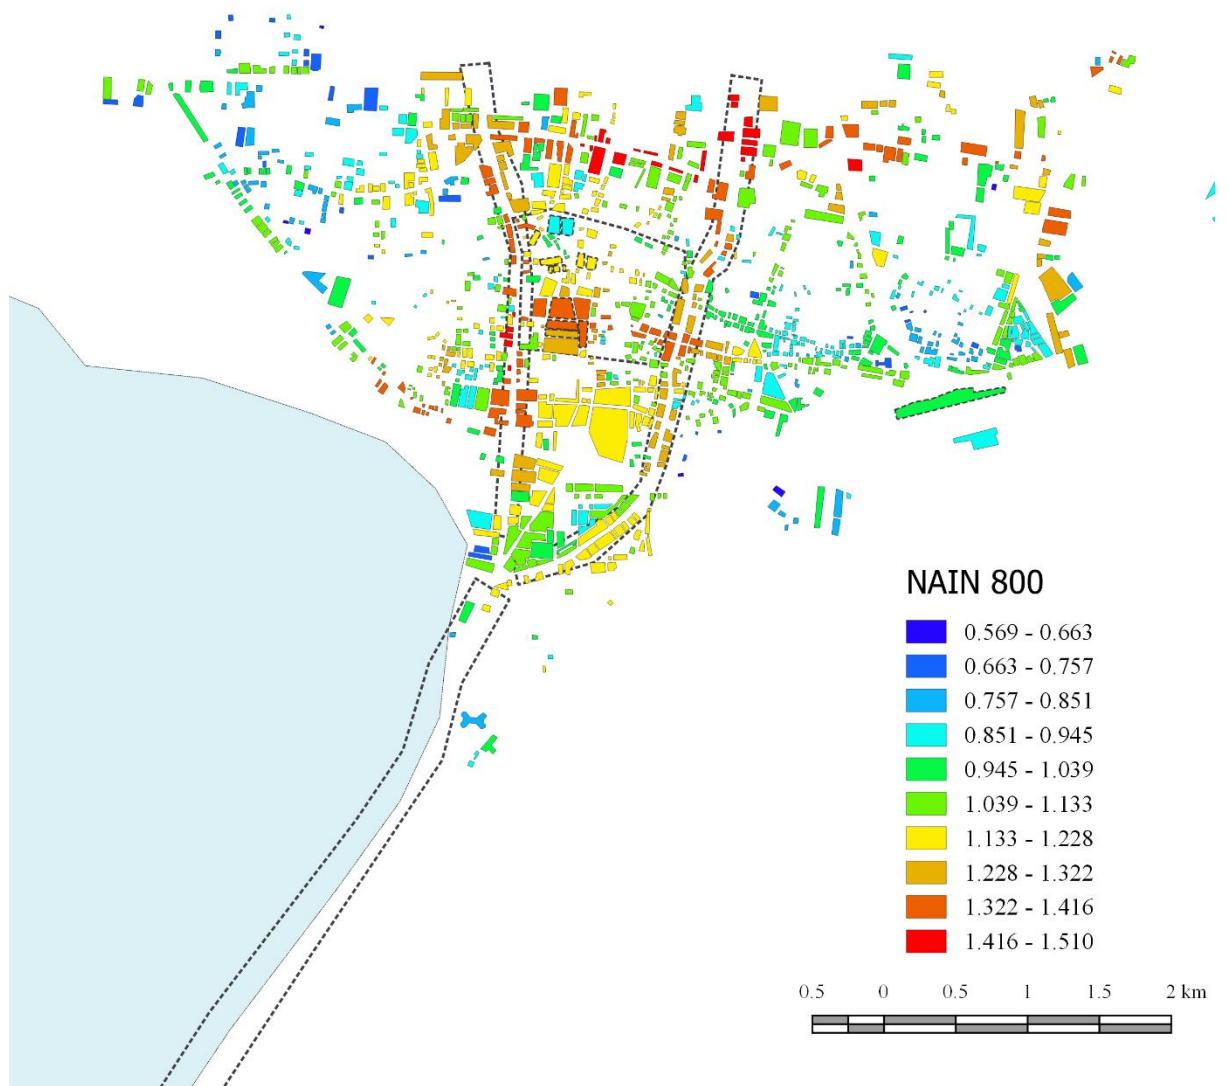 NAIN 800
0.569 - 0.663
0.663 - 0.757
0.757 - 0.851
0.851 - 0.945
0.945 - 1.039
1.039 - 1.133
1.133 - 1.228
1.228 - 1.322
1.322 - 1.416
1.416 - 1.510
0.5 0 0.5 1 1.5 2 km